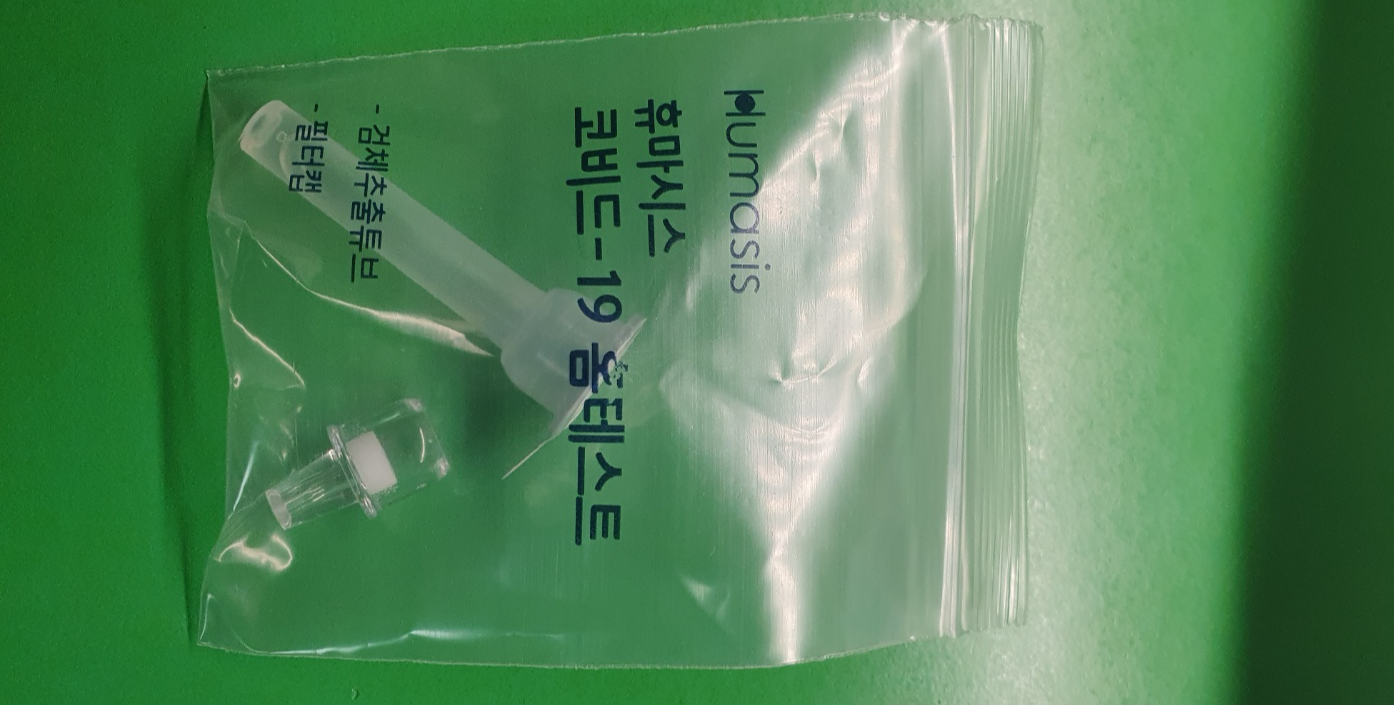 Humasis
휴마시스
코비드-19 홈테스트
- 검체추출튜브
- 필터캡